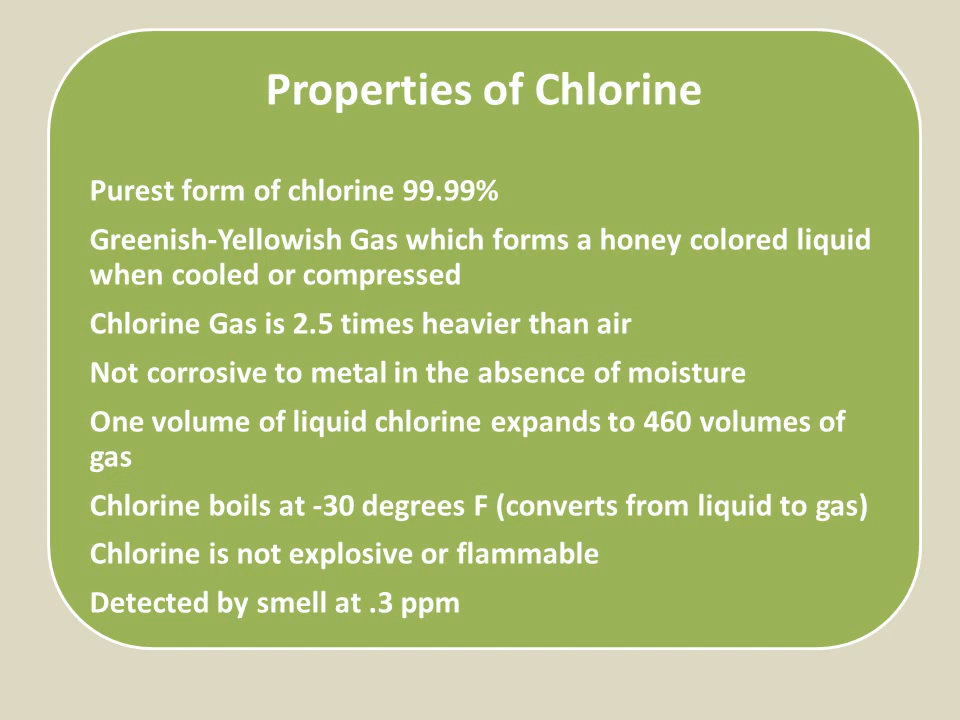 Properties of Chlorine
Purest form of chlorine 99.99%
Greenish-Yellowish Gas which forms a honey colored liquid
when cooled or compressed
Chlorine Gas is 2.5 times heavier than air
Not corrosive to metal in the absence of moisture
One volume of liquid chlorine expands to 460 volumes of
gas
Chlorine boils at -30 degrees F (converts from liquid to gas)
Chlorine is not explosive or flammable
Detected by smell at .3 ppm